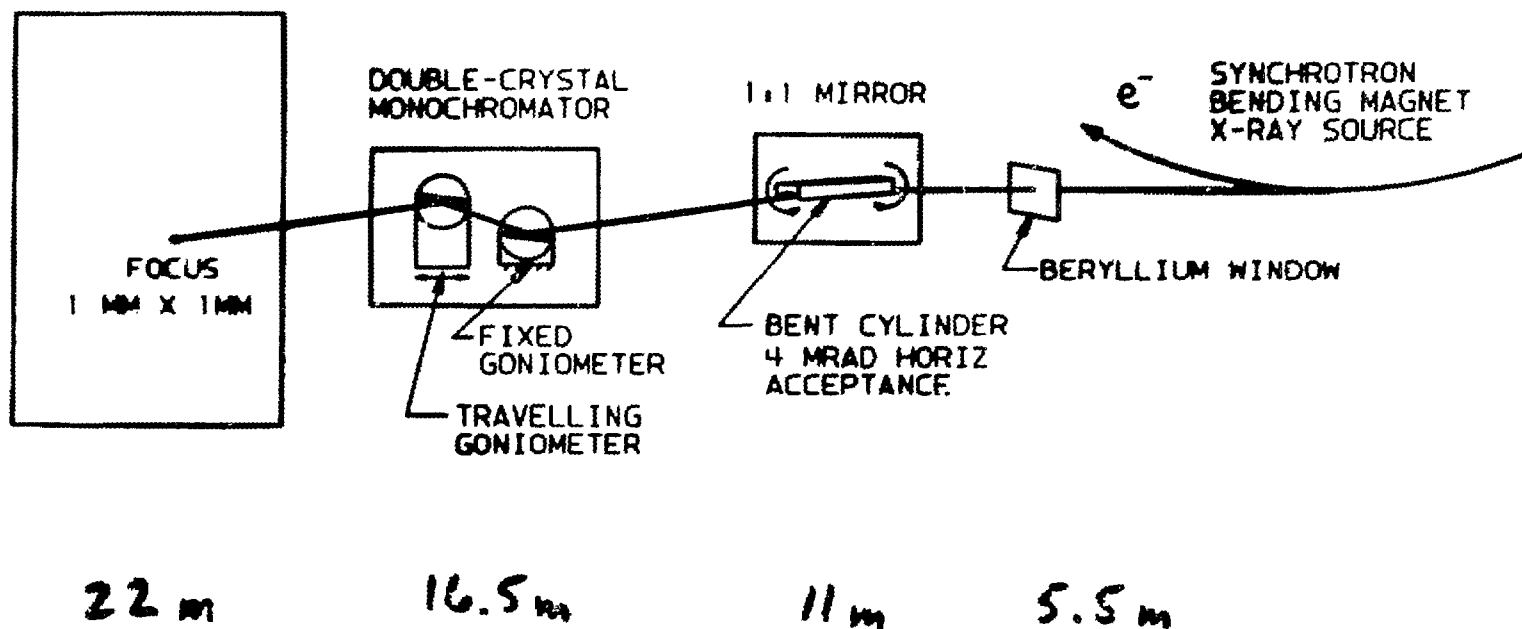 DOUBLE-CRYSTAL
MONOCHROMATOR
1:1 MIRROR
e⁻
SYNCHROTRON
BENDING MAGNET
X-RAY SOURCE
FOCUS
1 MM X 1MM
BERYLLIUM WINDOW
FIXED
GONIOMETER
BENT CYLINDER
4 MRAD HORIZ
ACCEPTANCE.
TRAVELLING
GONIOMETER
22 m
16.5 m
11 m
5.5 m